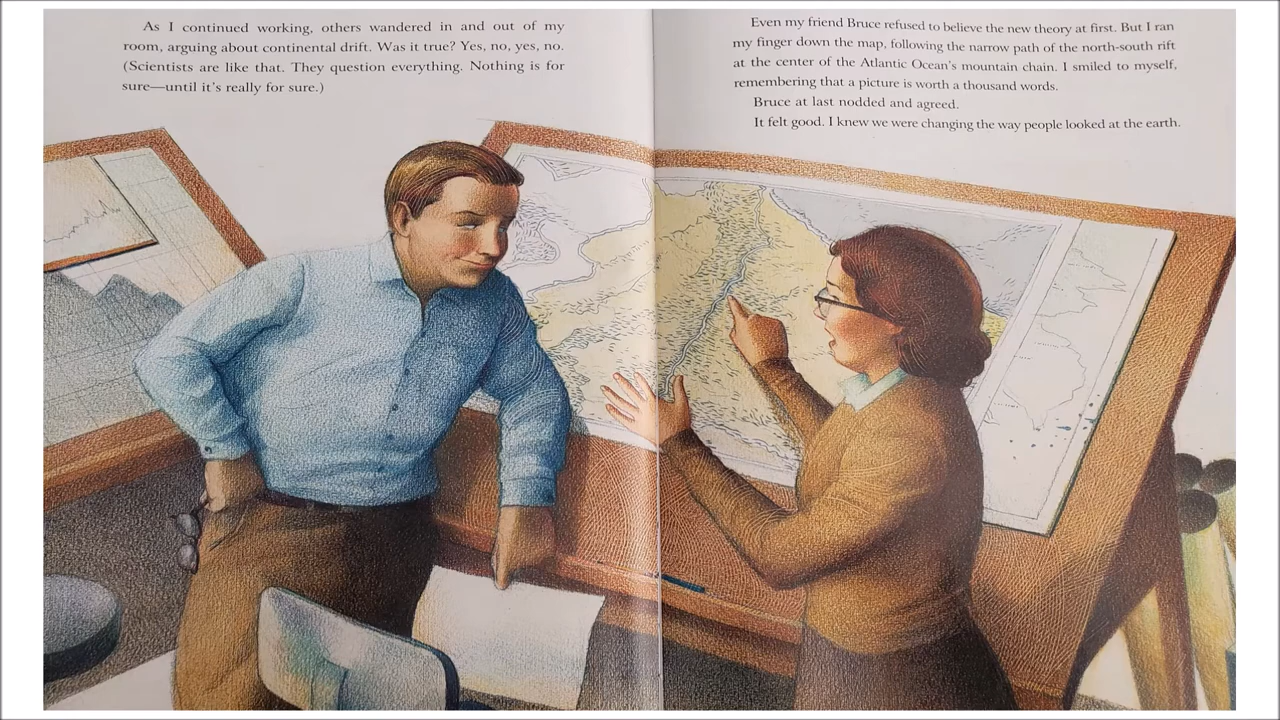 As I continued working, others wandered in and out of my
room, arguing about continental drift. Was it true? Yes, no, yes, no.
(Scientists are like that. They question everything. Nothing is for
sure—until it's really for sure.)
Even my friend Bruce refused to believe the new theory at first. But I ran
my finger down the map, following the narrow path of the north-south rift
at the center of the Atlantic Ocean's mountain chain. I smiled to myself,
remembering that a picture is worth a thousand words.
Bruce at last nodded and agreed.
It felt good. I knew we were changing the way people looked at the earth.